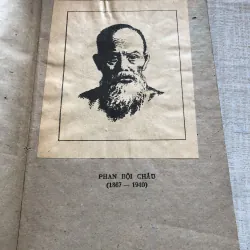 PHAN BỘI CHÂU
(1867 — 1940)